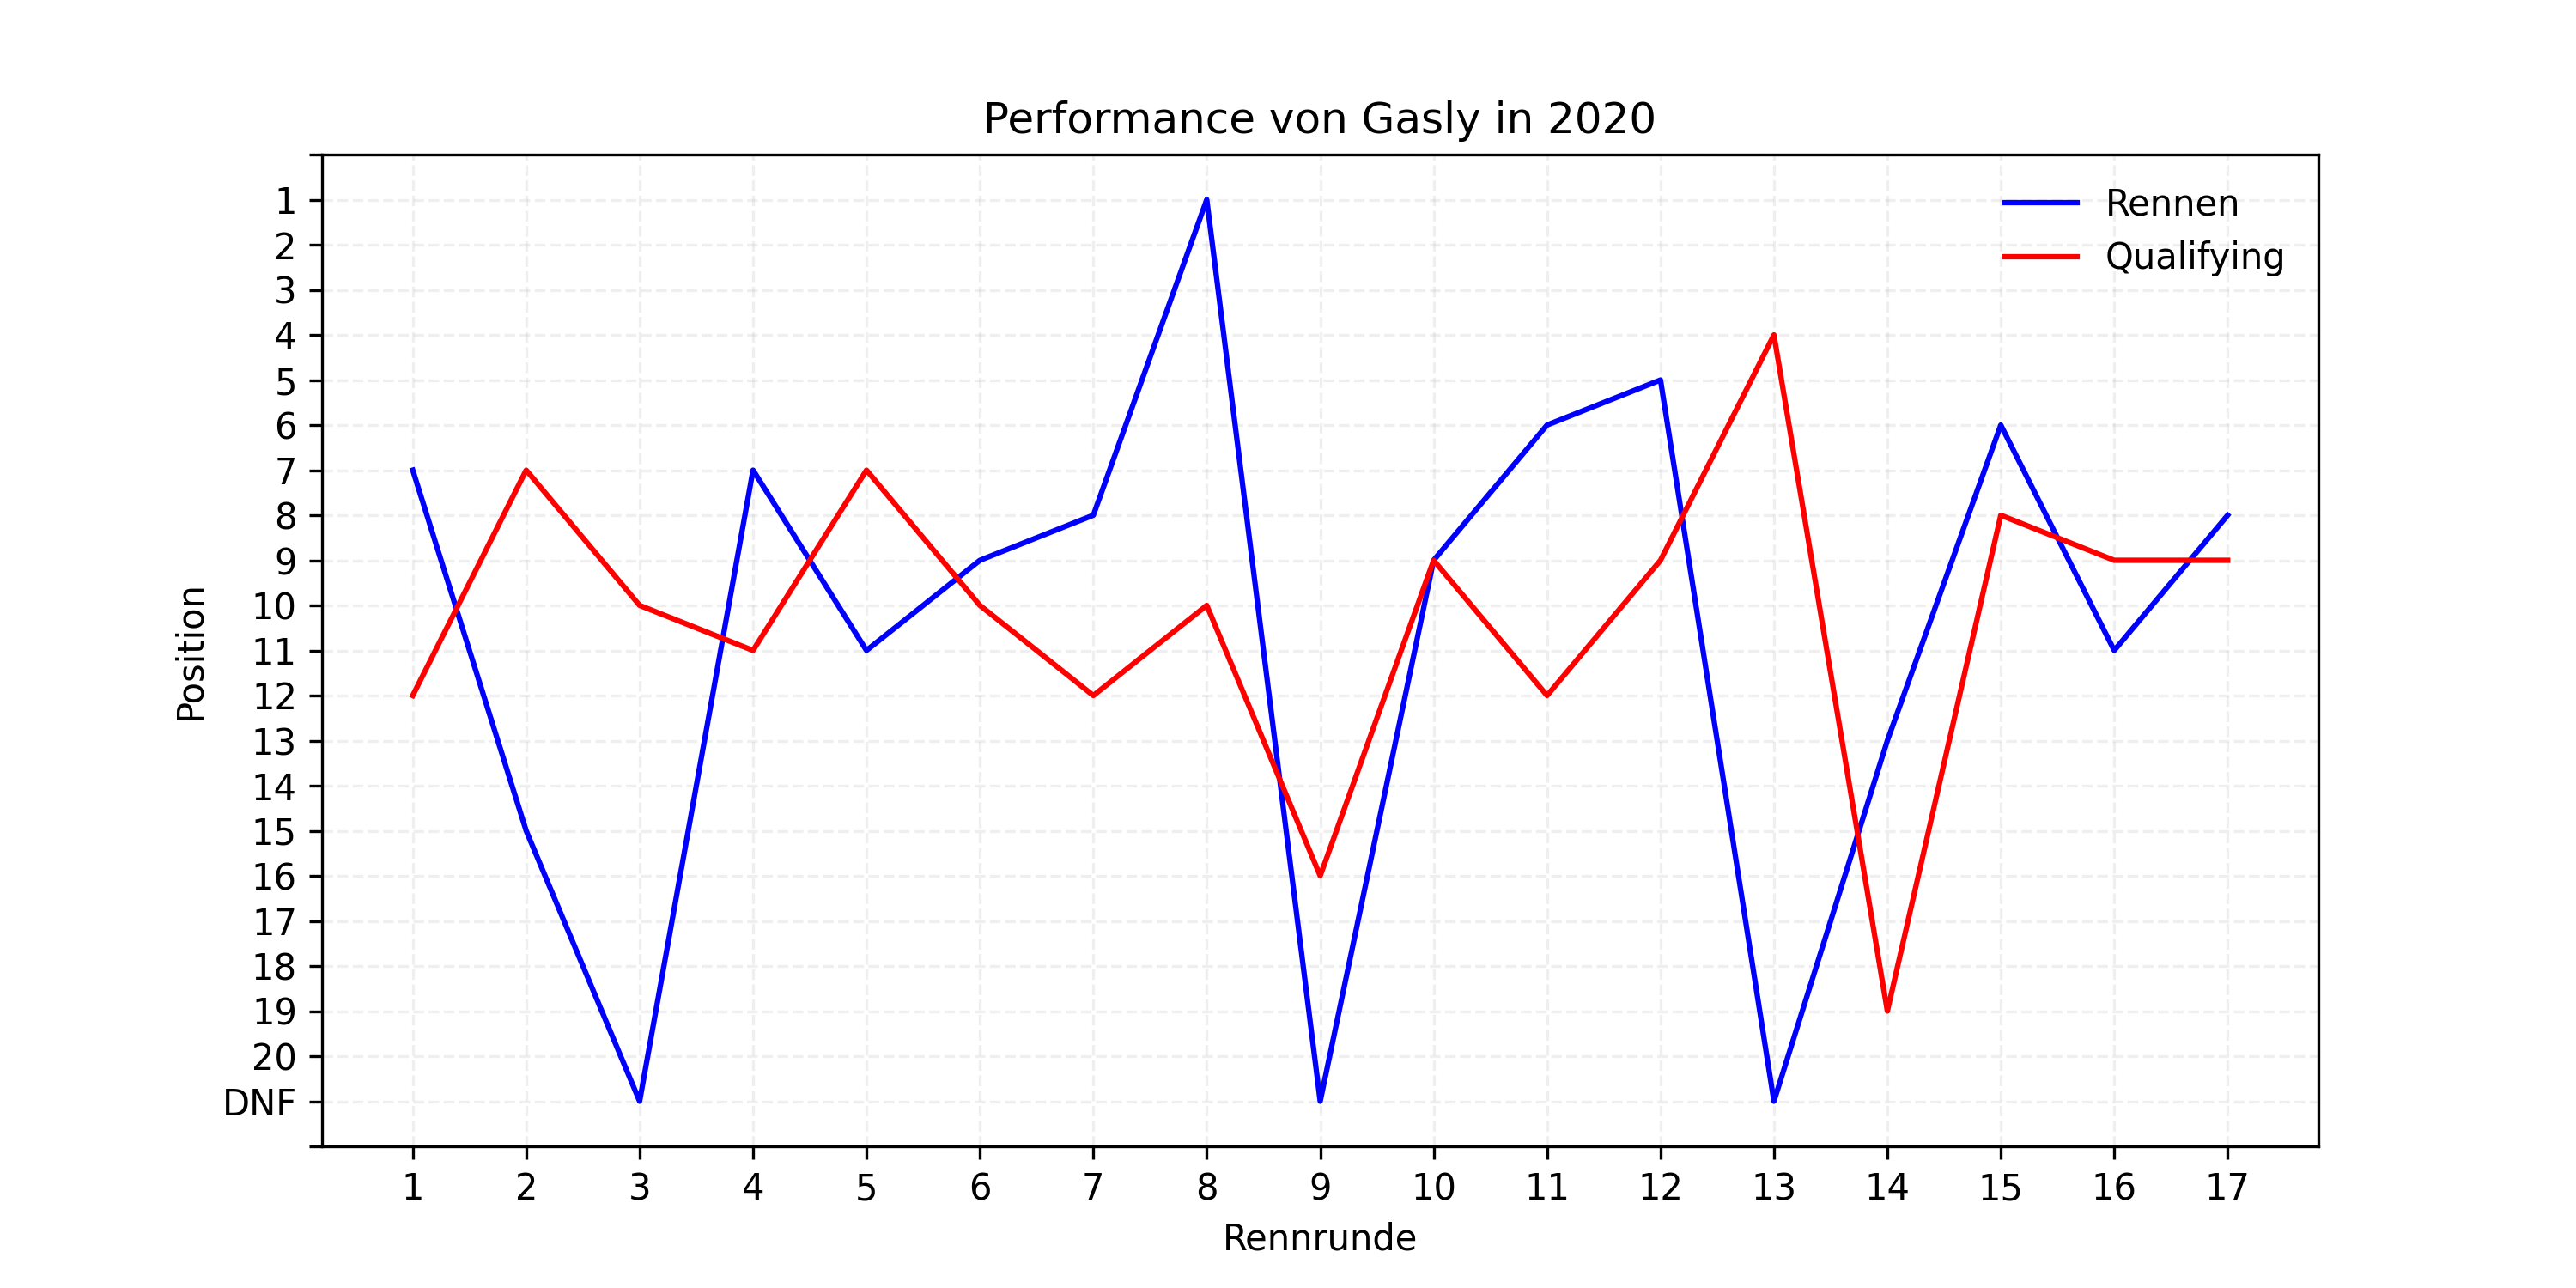 Performance von Gasly in 2020
Rennen
Qualifying
Position
1
2
3
4
5
6
7
8
9
10
11
12
13
14
15
16
17
18
19
20
DNF
1 2 3 4 5 6 7 8 9 10 11 12 13 14 15 16 17
Rennrunde